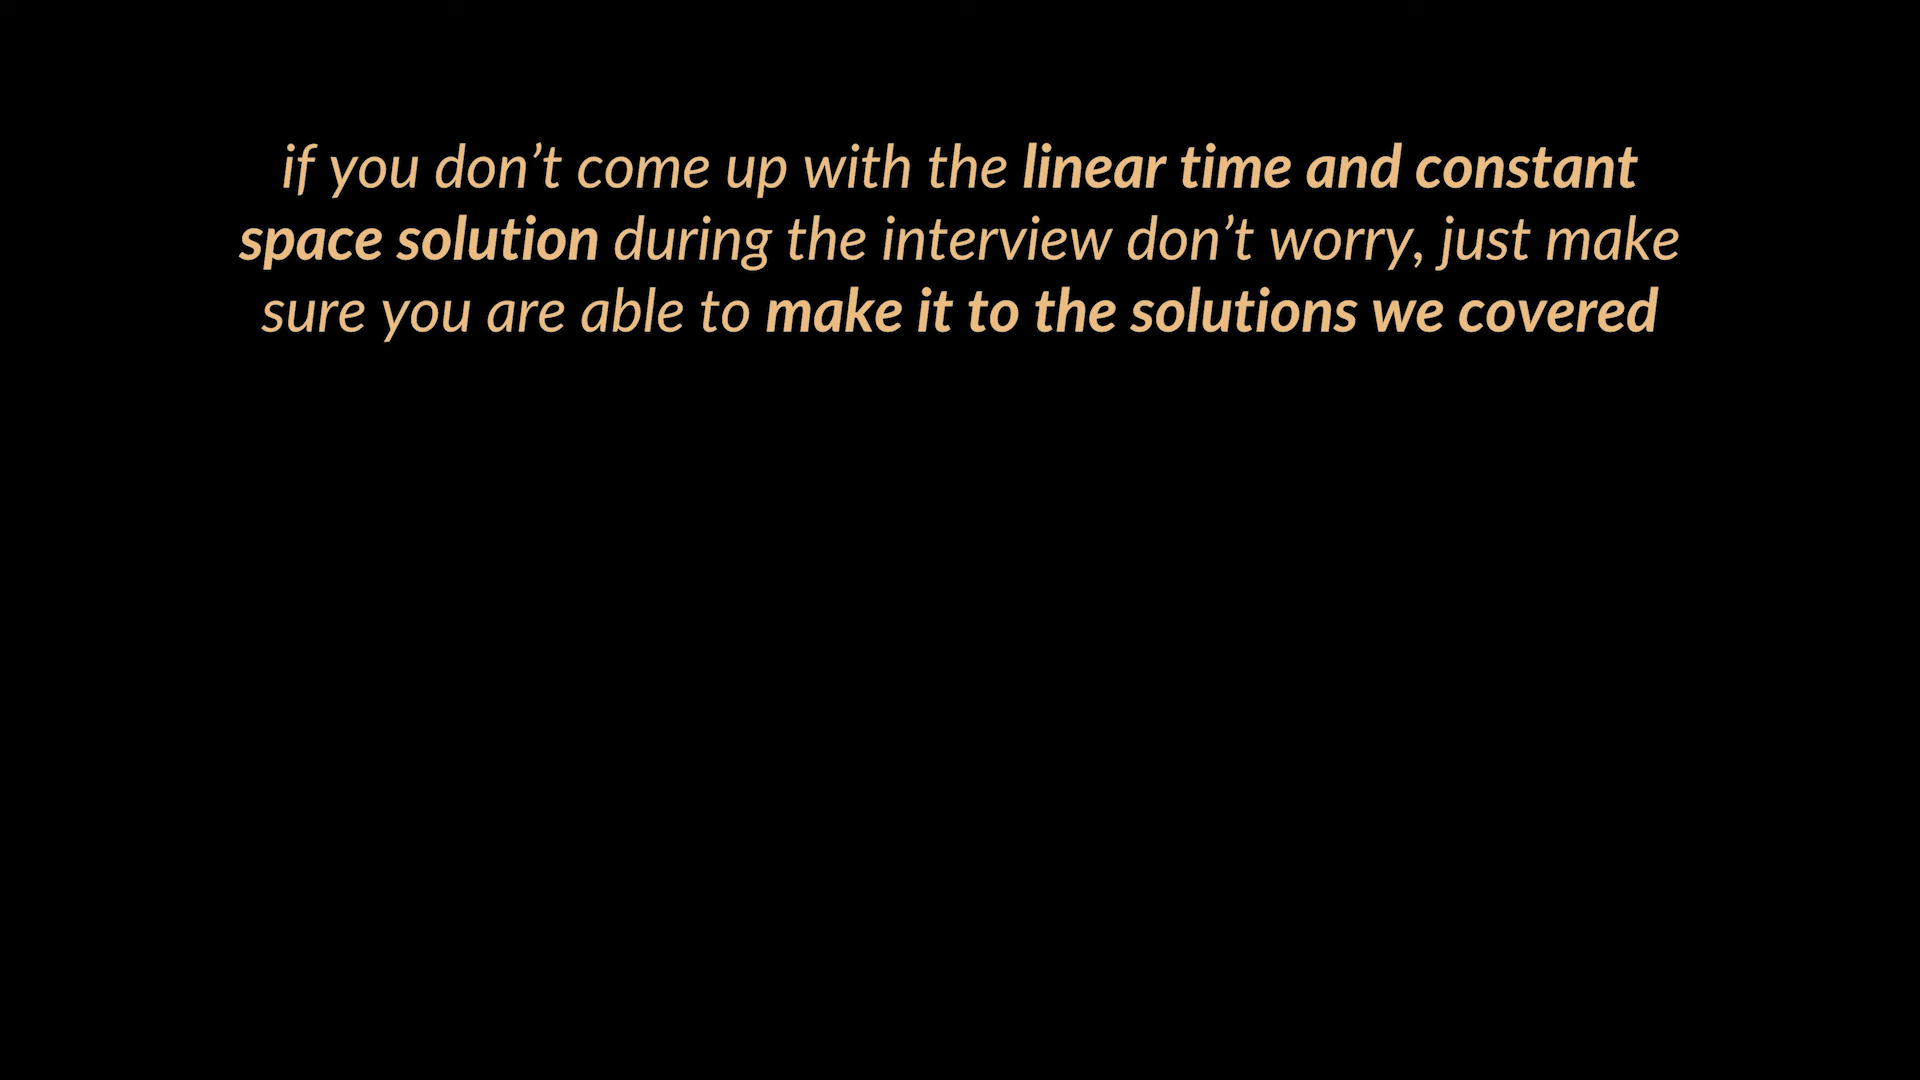 if you don’t come up with the linear time and constant
space solution during the interview don’t worry, just make
sure you are able to make it to the solutions we covered